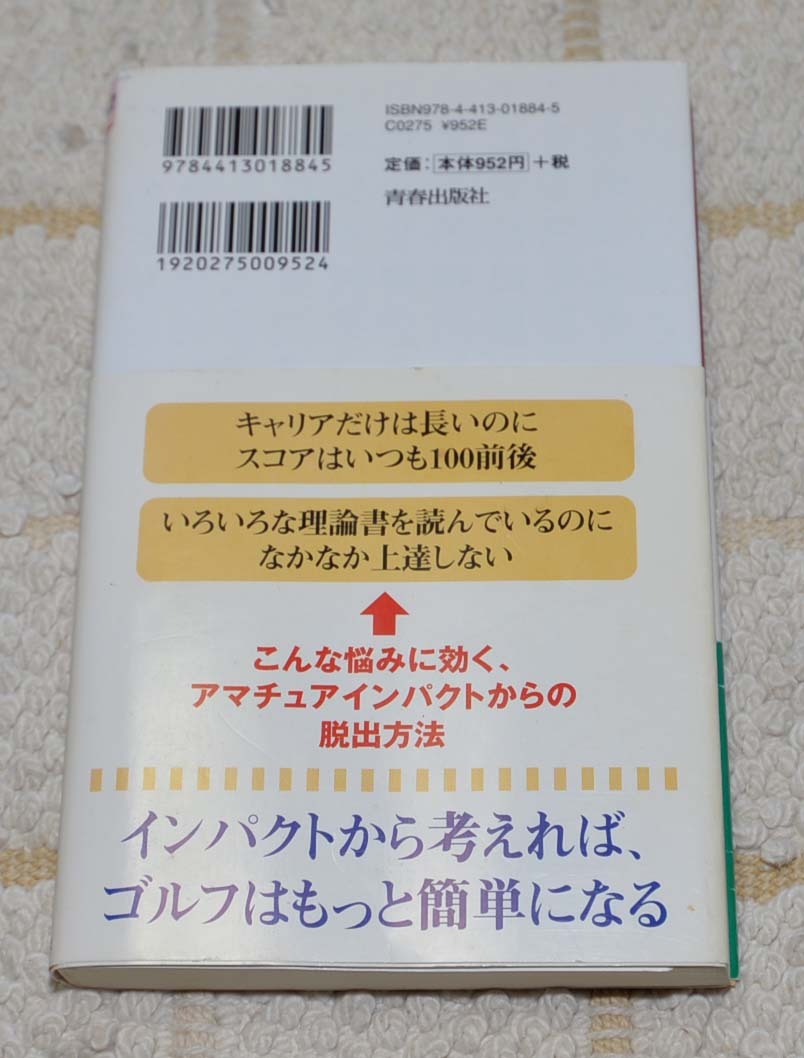 ISBN978-4-413-01884-5
C0275 ¥952E
9784413018845
定価：本体952円＋税
青春出版社
1920275009524
キャリアだけは長いのに
スコアはいつも100前後
いろいろな理論書を読んでいるのに
なかなか上達しない
こんな悩みに効く、
アマチュアインパクトからの
脱出方法
インパクトから考えれば、
ゴルフはもっと簡単になる